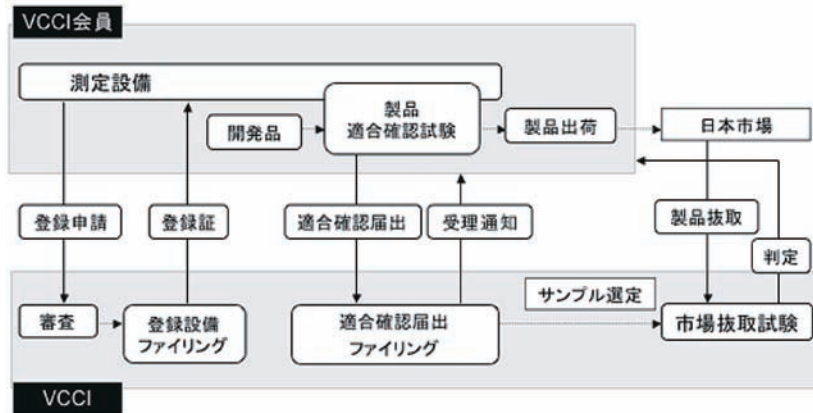 VCCI会員
測定設備
製品
適合確認試験
開発品
製品出荷
日本市場
登録申請
登録証
適合確認届出
受理通知
製品抜取
判定
サンプル選定
審査
登録設備
ファイリング
適合確認届出
ファイリング
市場抜取試験
VCCI